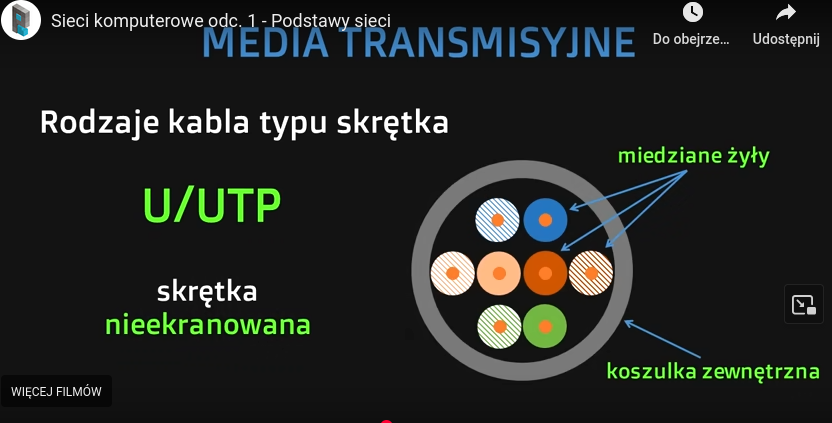 Sieci komputerowe odc. 1 - Podstawy sieci
Do obejrze...
Udostępnij
MEDIA TRANSMISYJNE
Rodzaje kabla typu skrętka
miedziane żyły
U/UTP
skrętka
nieekranowana
koszulka zewnętrzna
WIĘCEJ FILMÓW